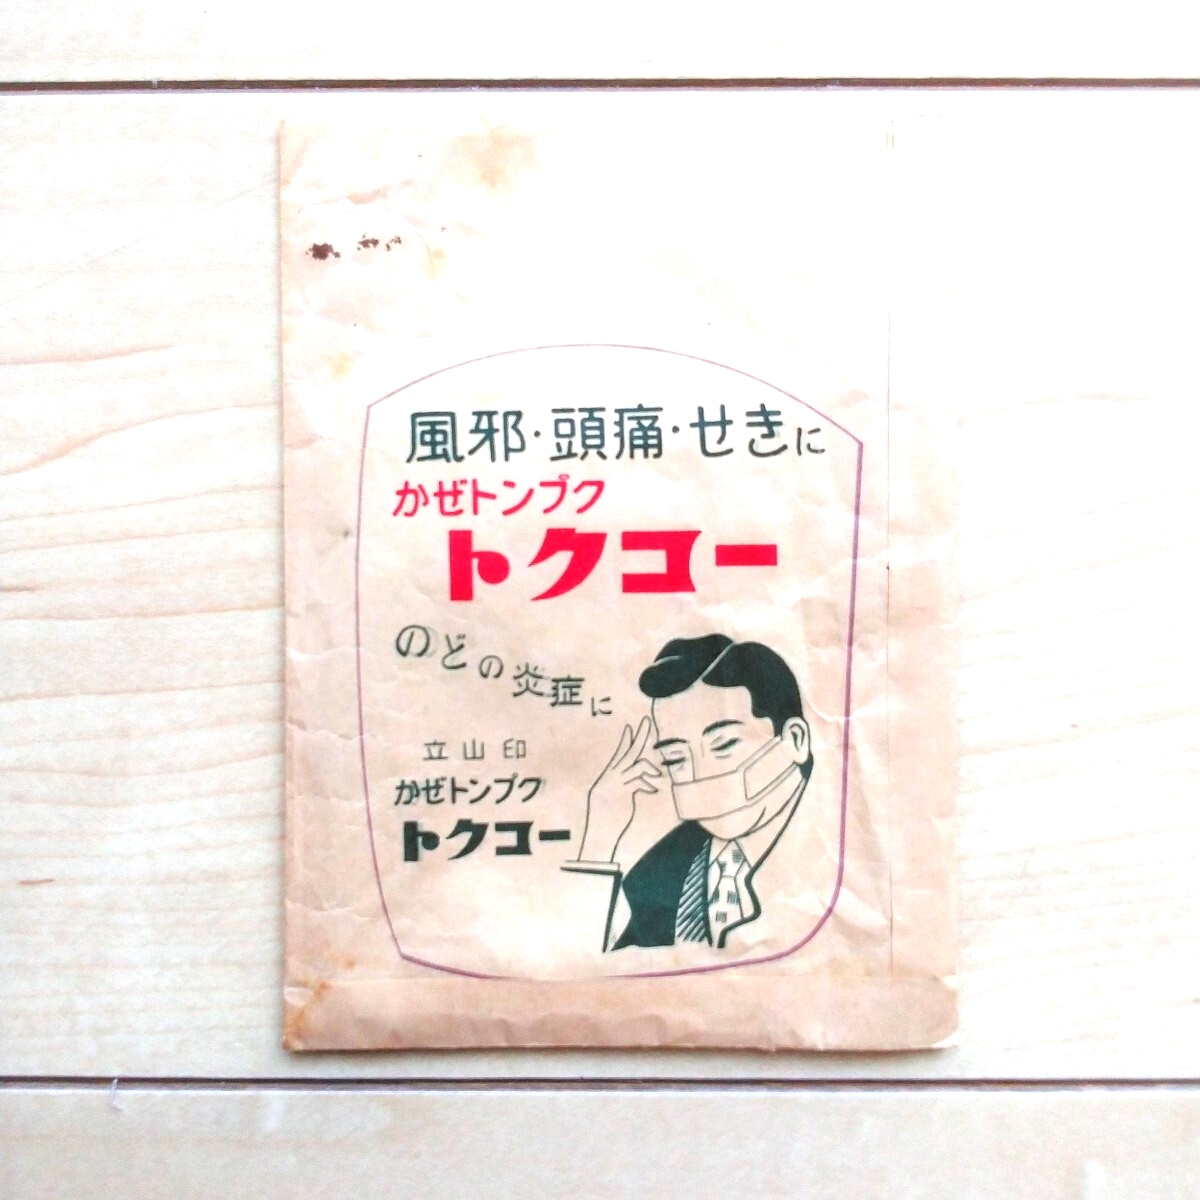 風邪・頭痛・せきに
かぜトンプク
トクコー
のどの炎症に
立山印
かぜトンプク
トクコー